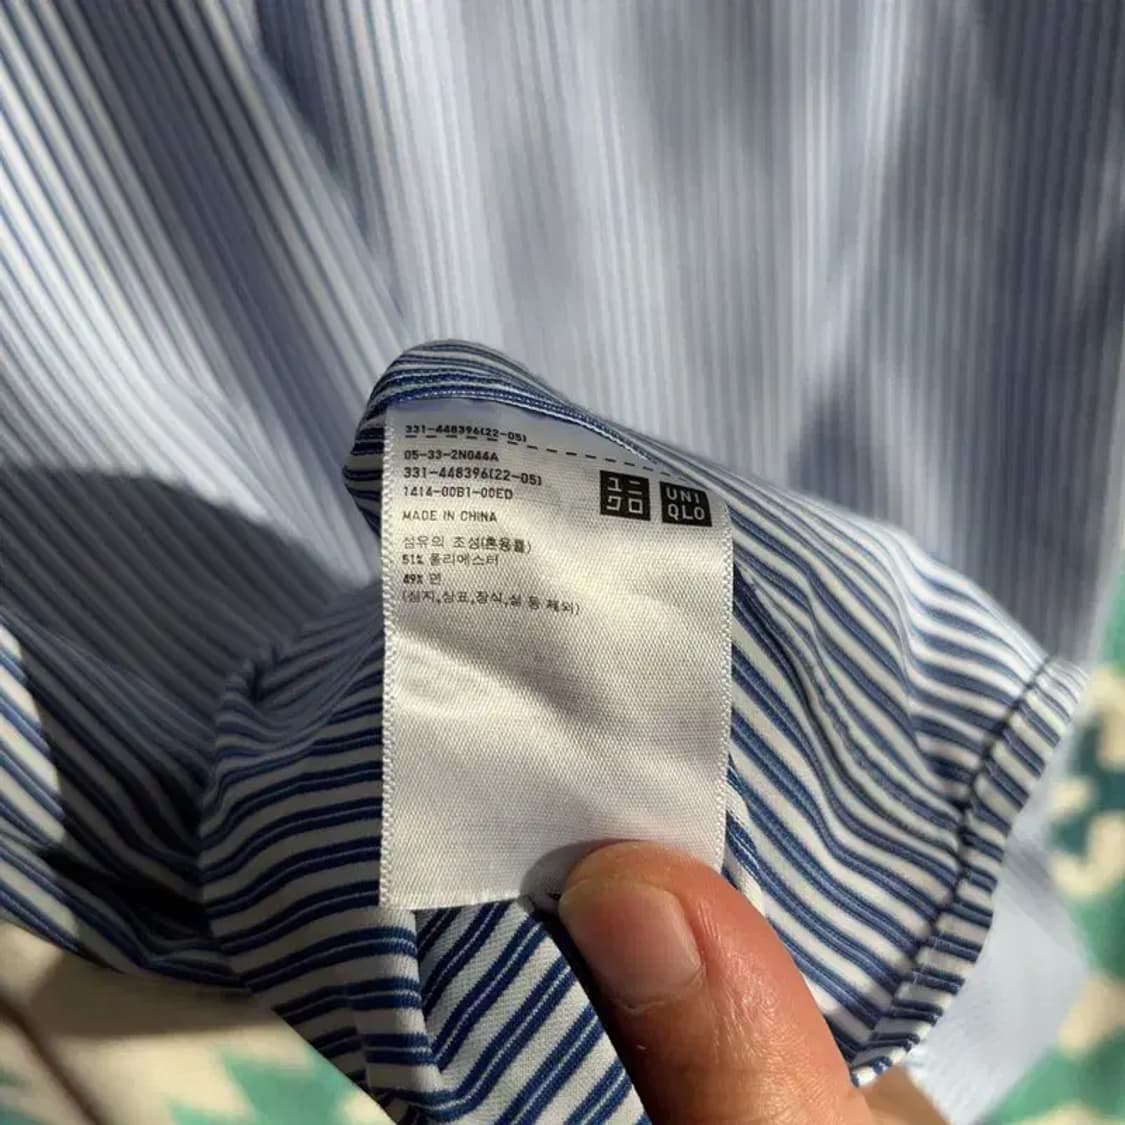 331-448396(22-05)
05-33-2N044A
331-448396(22-05)
1414-00B1-00ED
MADE IN CHINA
섬유의 조성(혼용률)
51% 폴리에스터
49% 면
(심지,상표,장식,실 등 제외)
ユニ
クロ
UNI
QLO